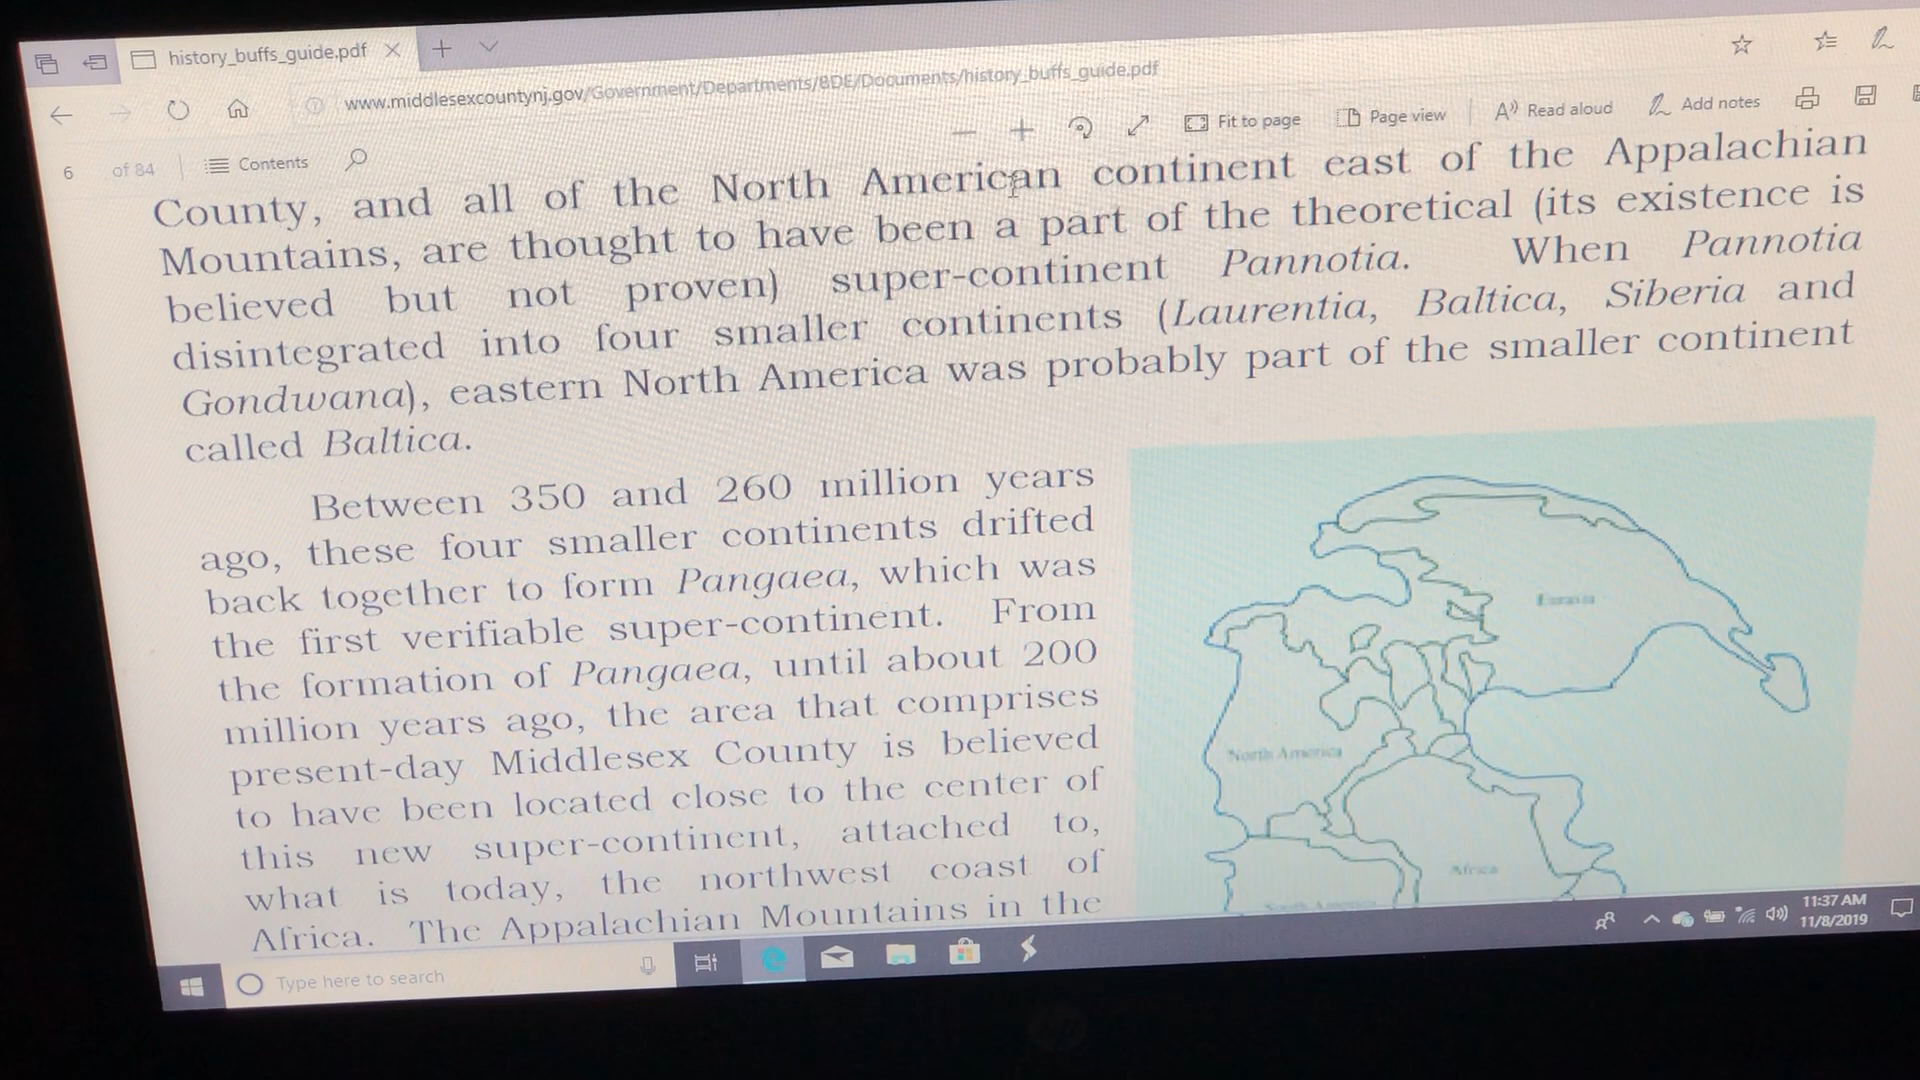 history_buffs_guide.pdf
www.middlesexcountynj.gov/Government/Departments/BDE/Documents/history_buffs_guide.pdf
6 of 84 Contents Fit to page Page view Read aloud Add notes
County, and all of the North American continent east of the Appalachian
Mountains, are thought to have been a part of the theoretical (its existence is
believed but not proven) super-continent Pannotia. When Pannotia
disintegrated into four smaller continents (Laurentia, Baltica, Siberia and
Gondwana), eastern North America was probably part of the smaller continent
called Baltica.
Between 350 and 260 million years
ago, these four smaller continents drifted
back together to form Pangaea, which was
the first verifiable super-continent. From
the formation of Pangaea, until about 200
million years ago, the area that comprises
present-day Middlesex County is believed
to have been located close to the center of
this new super-continent, attached to,
what is today, the northwest coast of
Africa. The Appalachian Mountains in the
Eurasia
North America
Africa
South America
Type here to search
11:37 AM
11/8/2019
hp